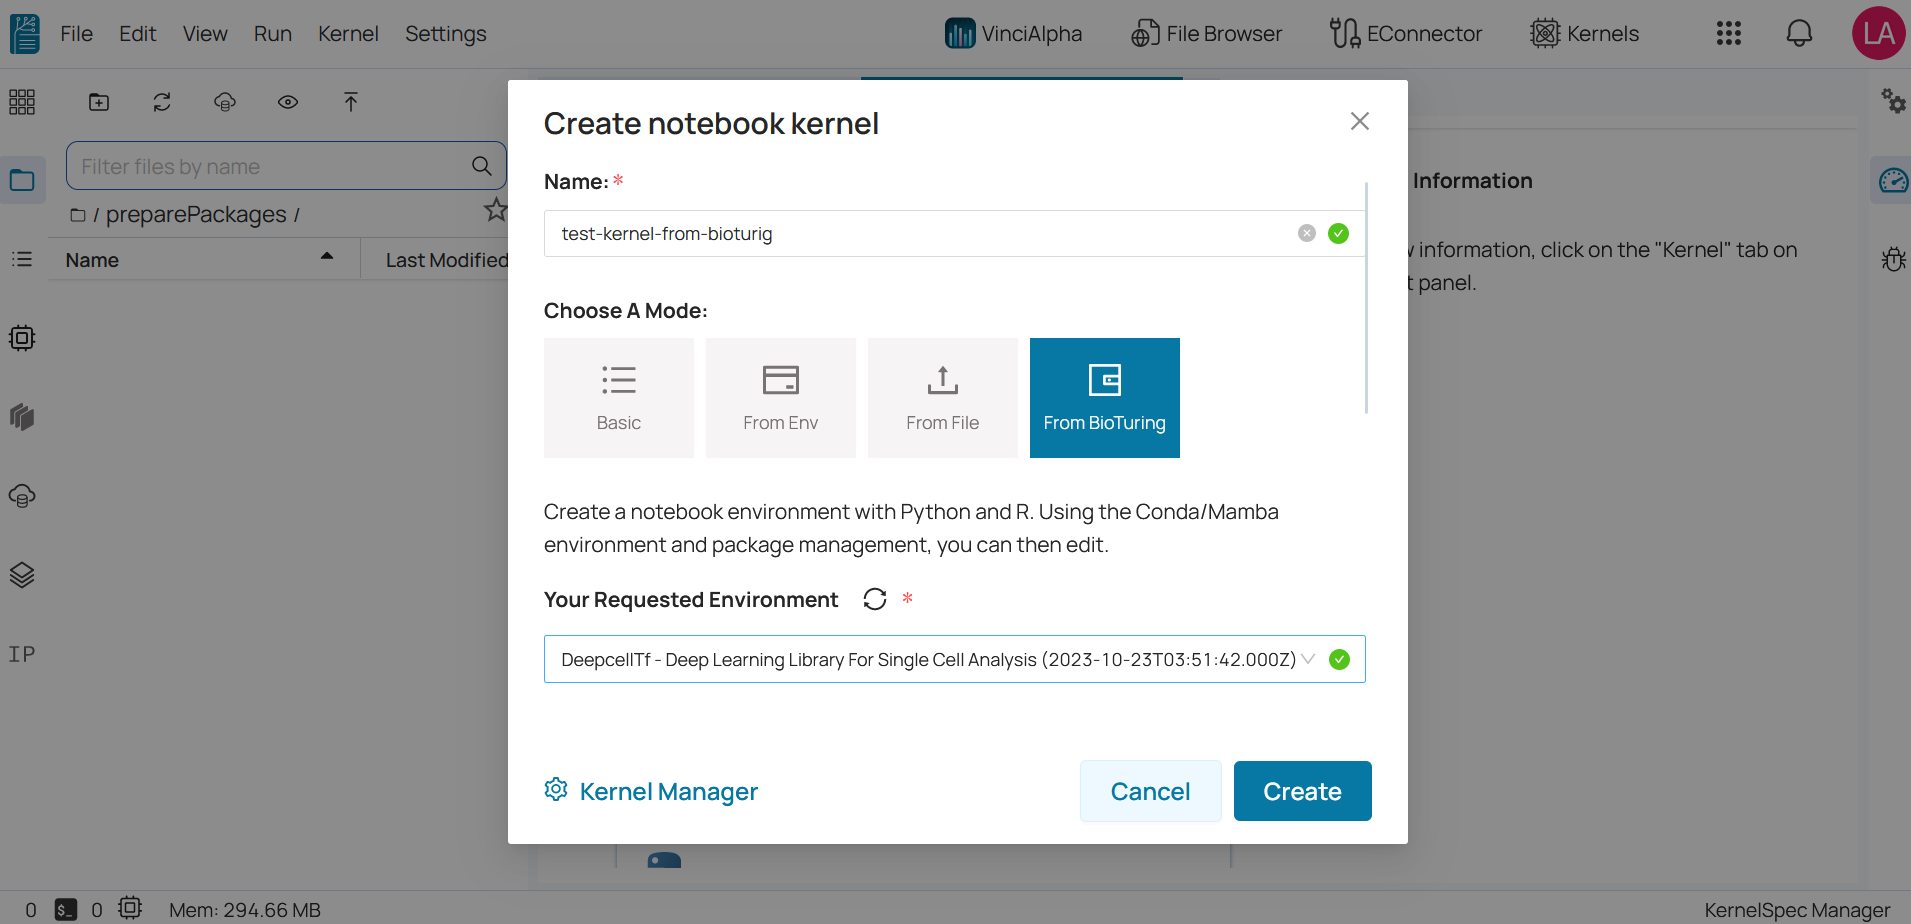 File Edit View Run Kernel Settings VinciAlpha File Browser EConnector Kernels LA
Create notebook kernel
Filter files by name
Name: *
Information
/ preparePackages /
test-kernel-from-bioturig
information, click on the "Kernel" tab on
Name Last Modified
panel.
Choose A Mode:
Basic From Env From File From BioTuring
Create a notebook environment with Python and R. Using the Conda/Mamba
environment and package management, you can then edit.
Your Requested Environment *
IP
DeepcellTf - Deep Learning Library For Single Cell Analysis (2023-10-23T03:51:42.000Z)
Kernel Manager Cancel Create
0 $_ 0 Mem: 294.66 MB KernelSpec Manager